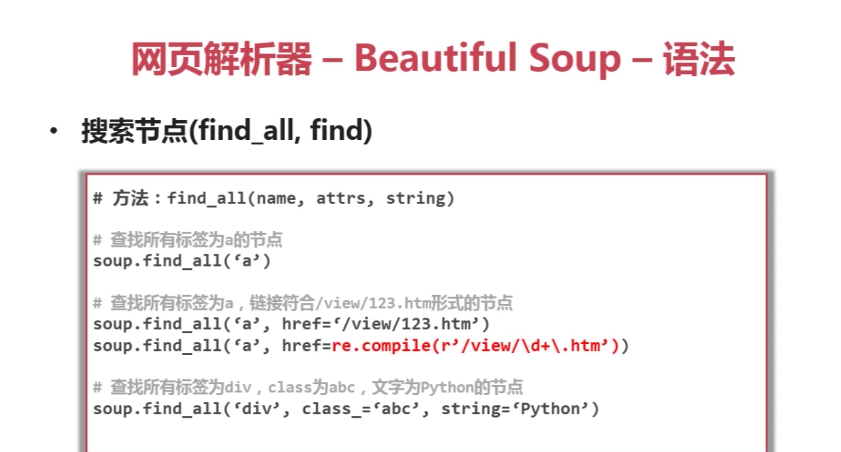 网页解析器 – Beautiful Soup – 语法
• 搜索节点(find_all, find)
# 方法：find_all(name, attrs, string)
# 查找所有标签为a的节点
soup.find_all(‘a’)
# 查找所有标签为a，链接符合/view/123.htm形式的节点
soup.find_all(‘a’, href=‘/view/123.htm’)
soup.find_all(‘a’, href=re.compile(r’/view/\d+\.htm’))
# 查找所有标签为div，class为abc，文字为Python的节点
soup.find_all(‘div’, class_=‘abc’, string=‘Python’)